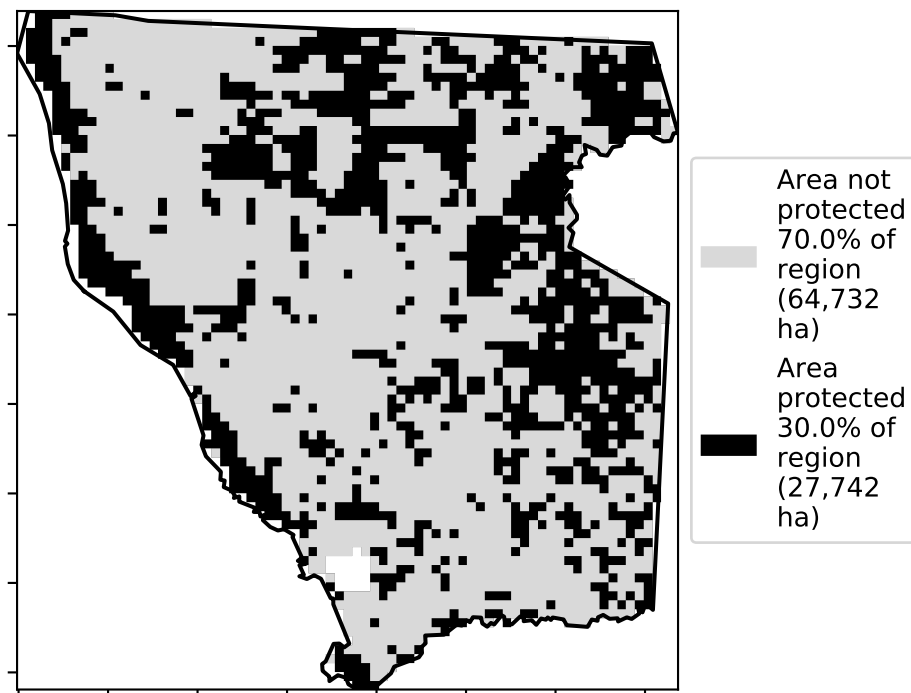 Area not
protected
70.0% of
region
(64,732
ha)
Area
protected
30.0% of
region
(27,742
ha)